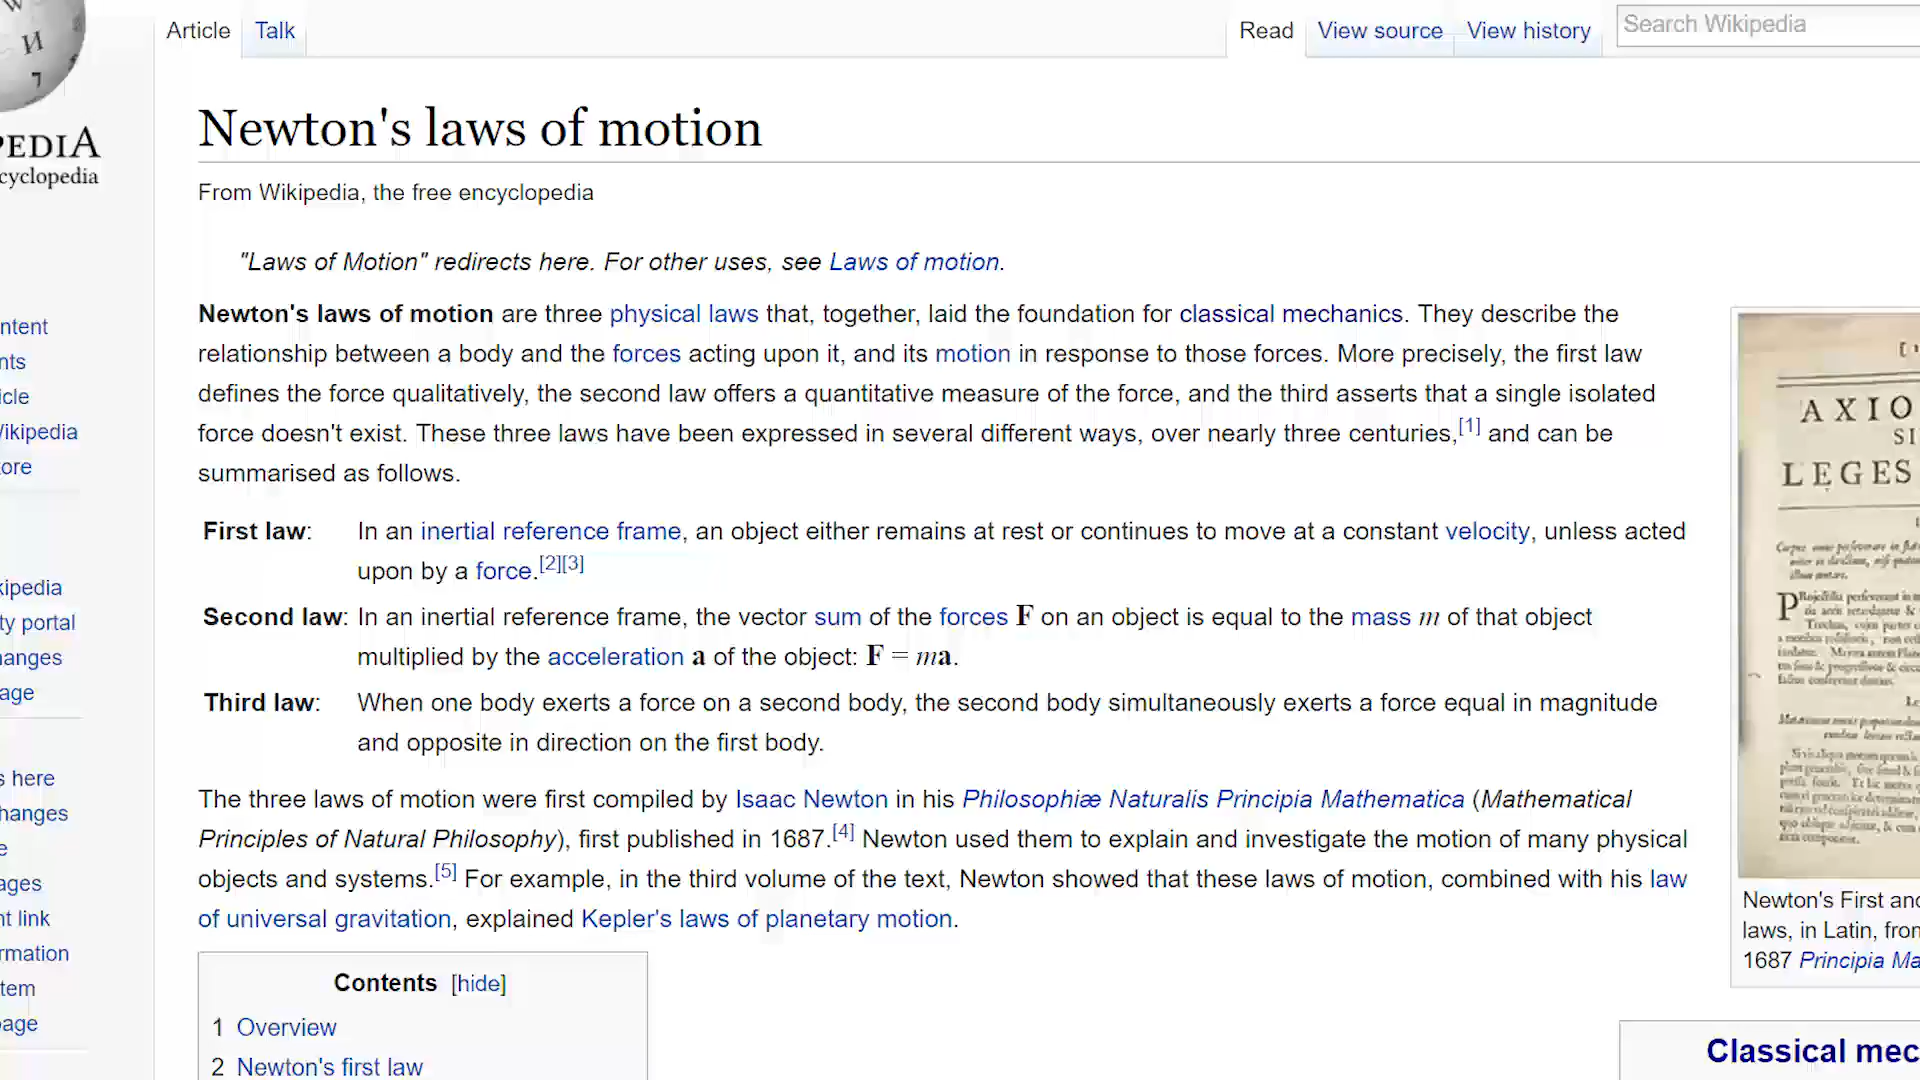 Article Talk Read View source View history Search Wikipedia
PEDIA
cyclopedia
Newton's laws of motion
From Wikipedia, the free encyclopedia
"Laws of Motion" redirects here. For other uses, see Laws of motion.
Newton's laws of motion are three physical laws that, together, laid the foundation for classical mechanics. They describe the
relationship between a body and the forces acting upon it, and its motion in response to those forces. More precisely, the first law
defines the force qualitatively, the second law offers a quantitative measure of the force, and the third asserts that a single isolated
force doesn't exist. These three laws have been expressed in several different ways, over nearly three centuries,[1] and can be
summarised as follows.
First law: In an inertial reference frame, an object either remains at rest or continues to move at a constant velocity, unless acted
upon by a force.[2][3]
Second law: In an inertial reference frame, the vector sum of the forces F on an object is equal to the mass m of that object
multiplied by the acceleration a of the object: F = ma.
Third law: When one body exerts a force on a second body, the second body simultaneously exerts a force equal in magnitude
and opposite in direction on the first body.
The three laws of motion were first compiled by Isaac Newton in his Philosophiæ Naturalis Principia Mathematica (Mathematical
Principles of Natural Philosophy), first published in 1687.[4] Newton used them to explain and investigate the motion of many physical
objects and systems.[5] For example, in the third volume of the text, Newton showed that these laws of motion, combined with his law
of universal gravitation, explained Kepler's laws of planetary motion.
Contents [hide]
1 Overview
2 Newton's first law
ntent
nts
icle
Wikipedia
ore
kipedia
ty portal
hanges
age
s here
hanges
e
ages
nt link
rmation
tem
page
AXIO
SI
LEGES
Newton's First and
laws, in Latin, from
1687 Principia Ma
Classical mec